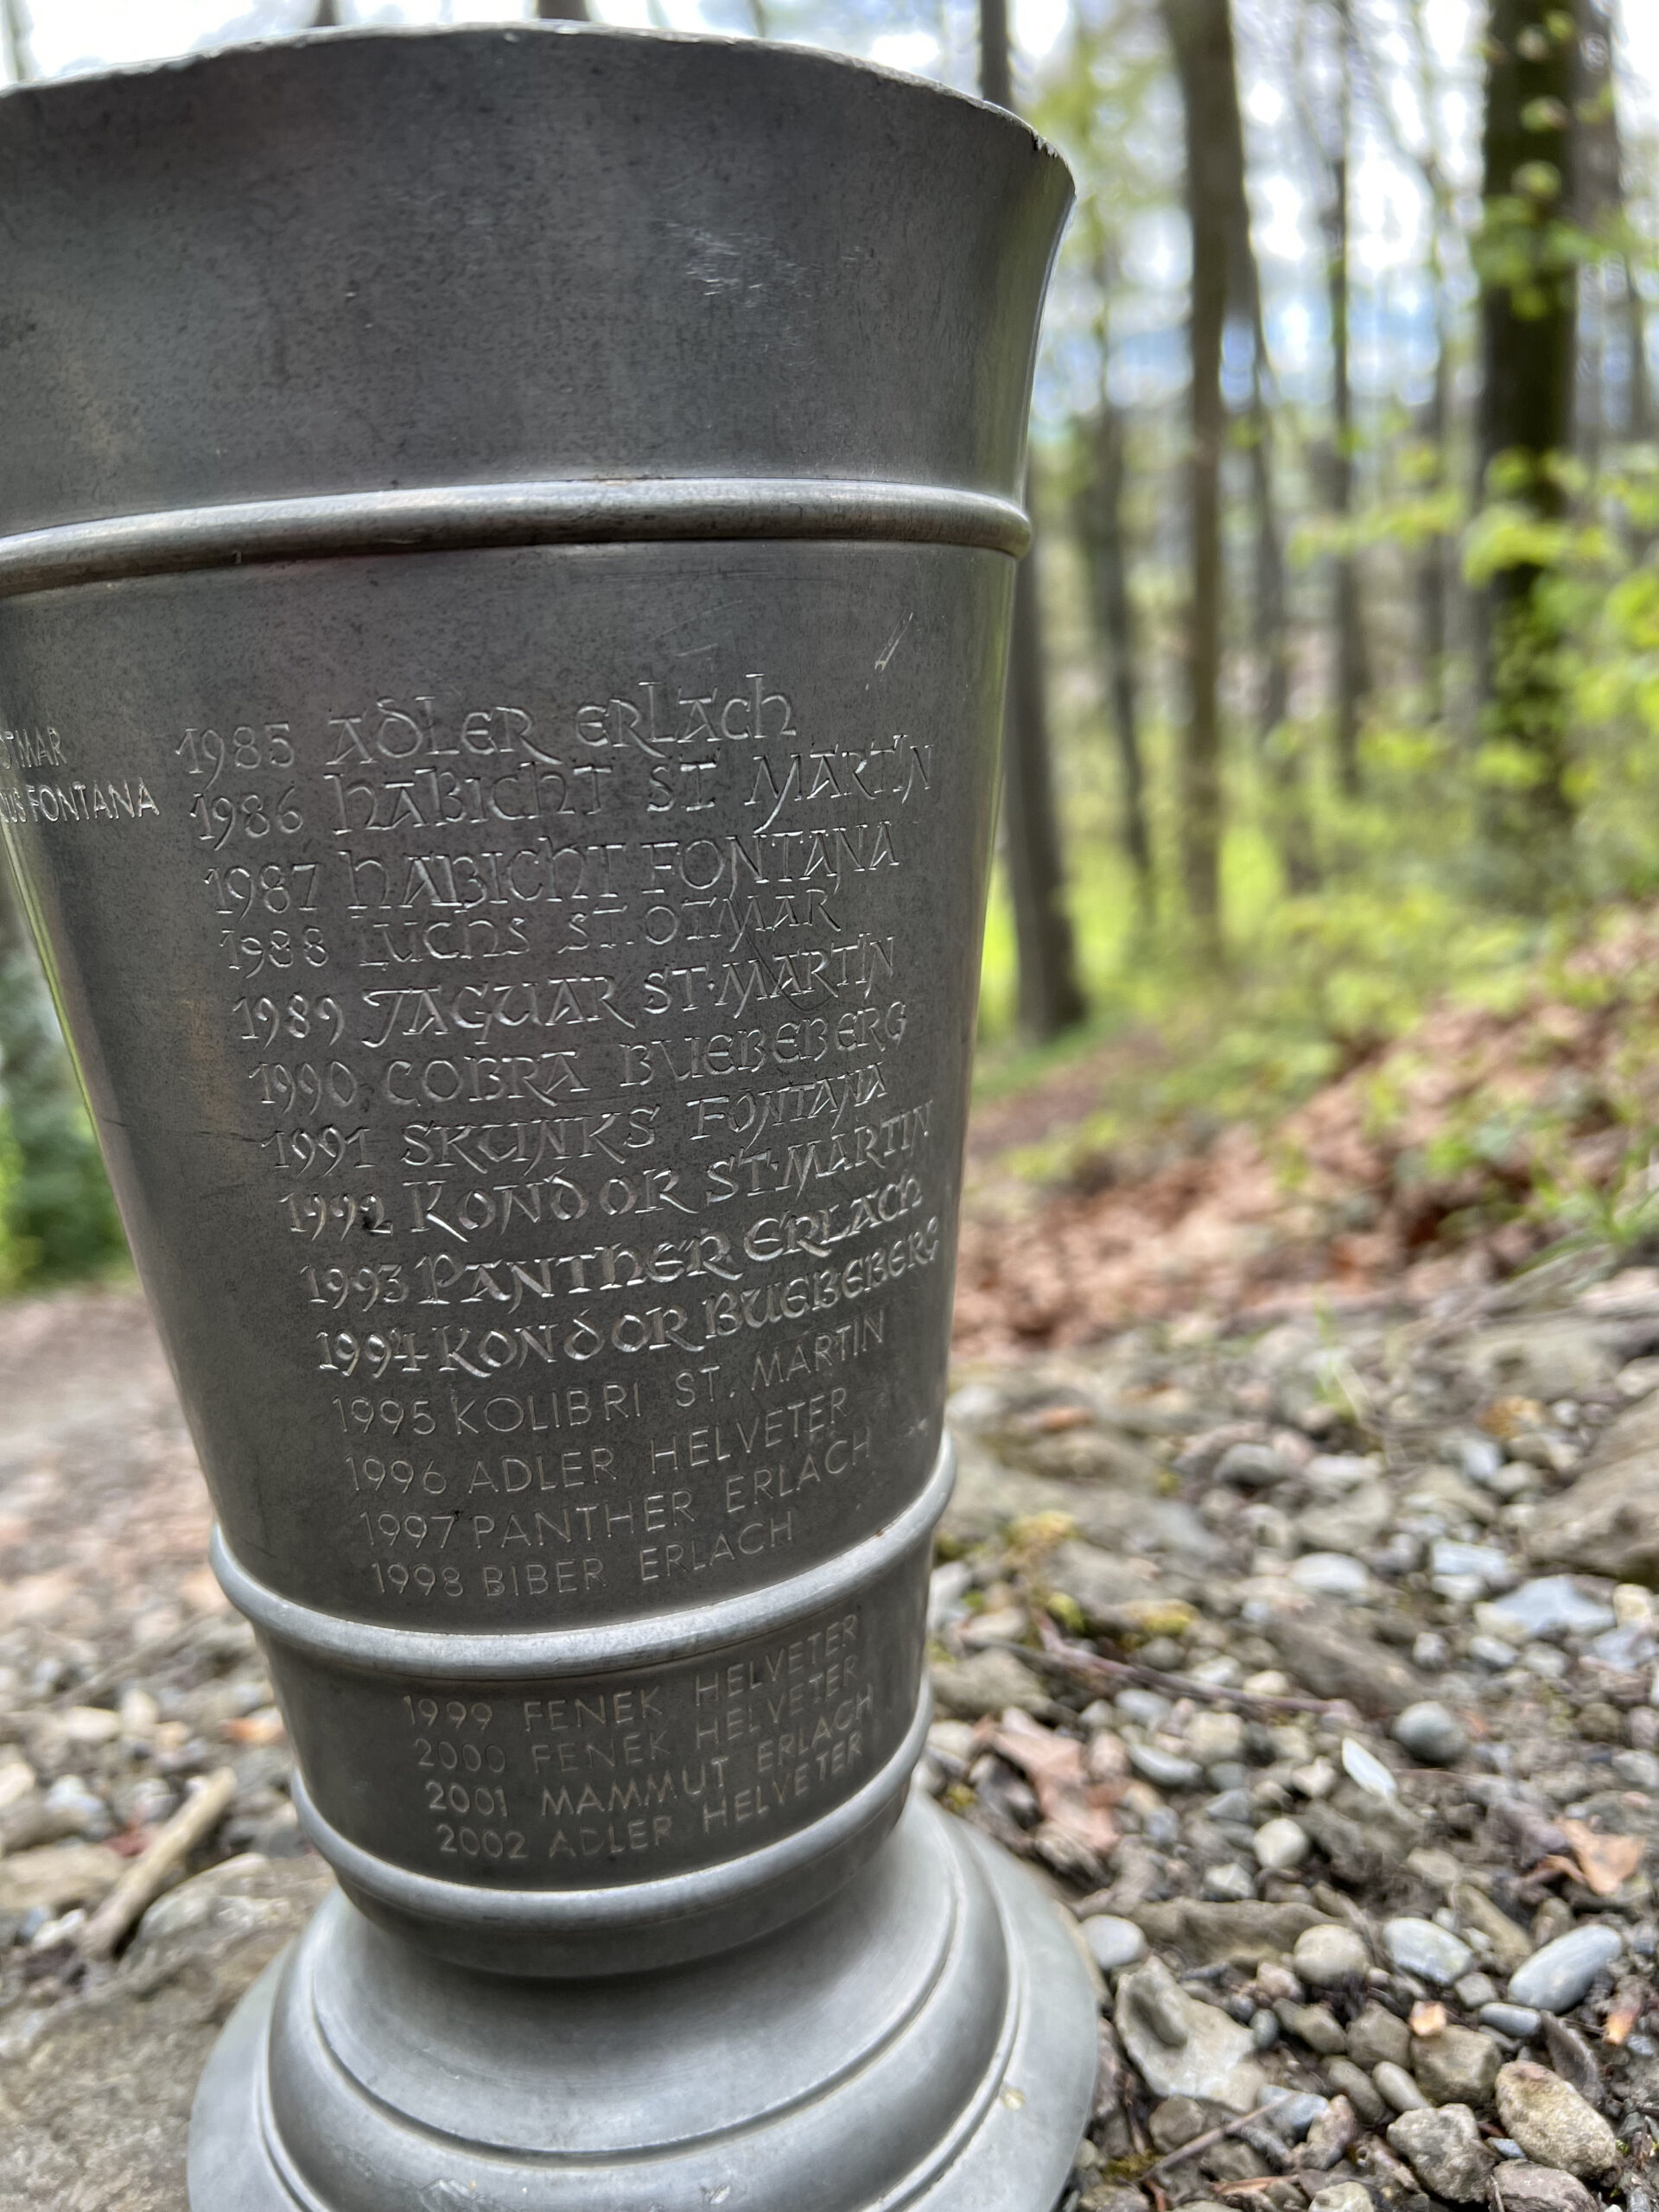 OTMAR
FONTANA
1985 ADLER ERLACH
1986 HABICHT ST. MARTIN
1987 HABICHT FONTANA
1988 LUCHS ST. OTMAR
1989 JAGUAR ST. MARTIN
1990 COBRA BUEBEBERG
1991 SKUNKS FONTANA
1992 KONDOR ST. MARTIN
1993 PANTHER ERLACH
1994 KONDOR BUEBEBERG
1995 KOLIBRI ST. MARTIN
1996 ADLER HELVETER
1997 PANTHER ERLACH
1998 BIBER ERLACH
1999 FENEK HELVETER
2000 FENEK HELVETER
2001 MAMMUT ERLACH
2002 ADLER HELVETER